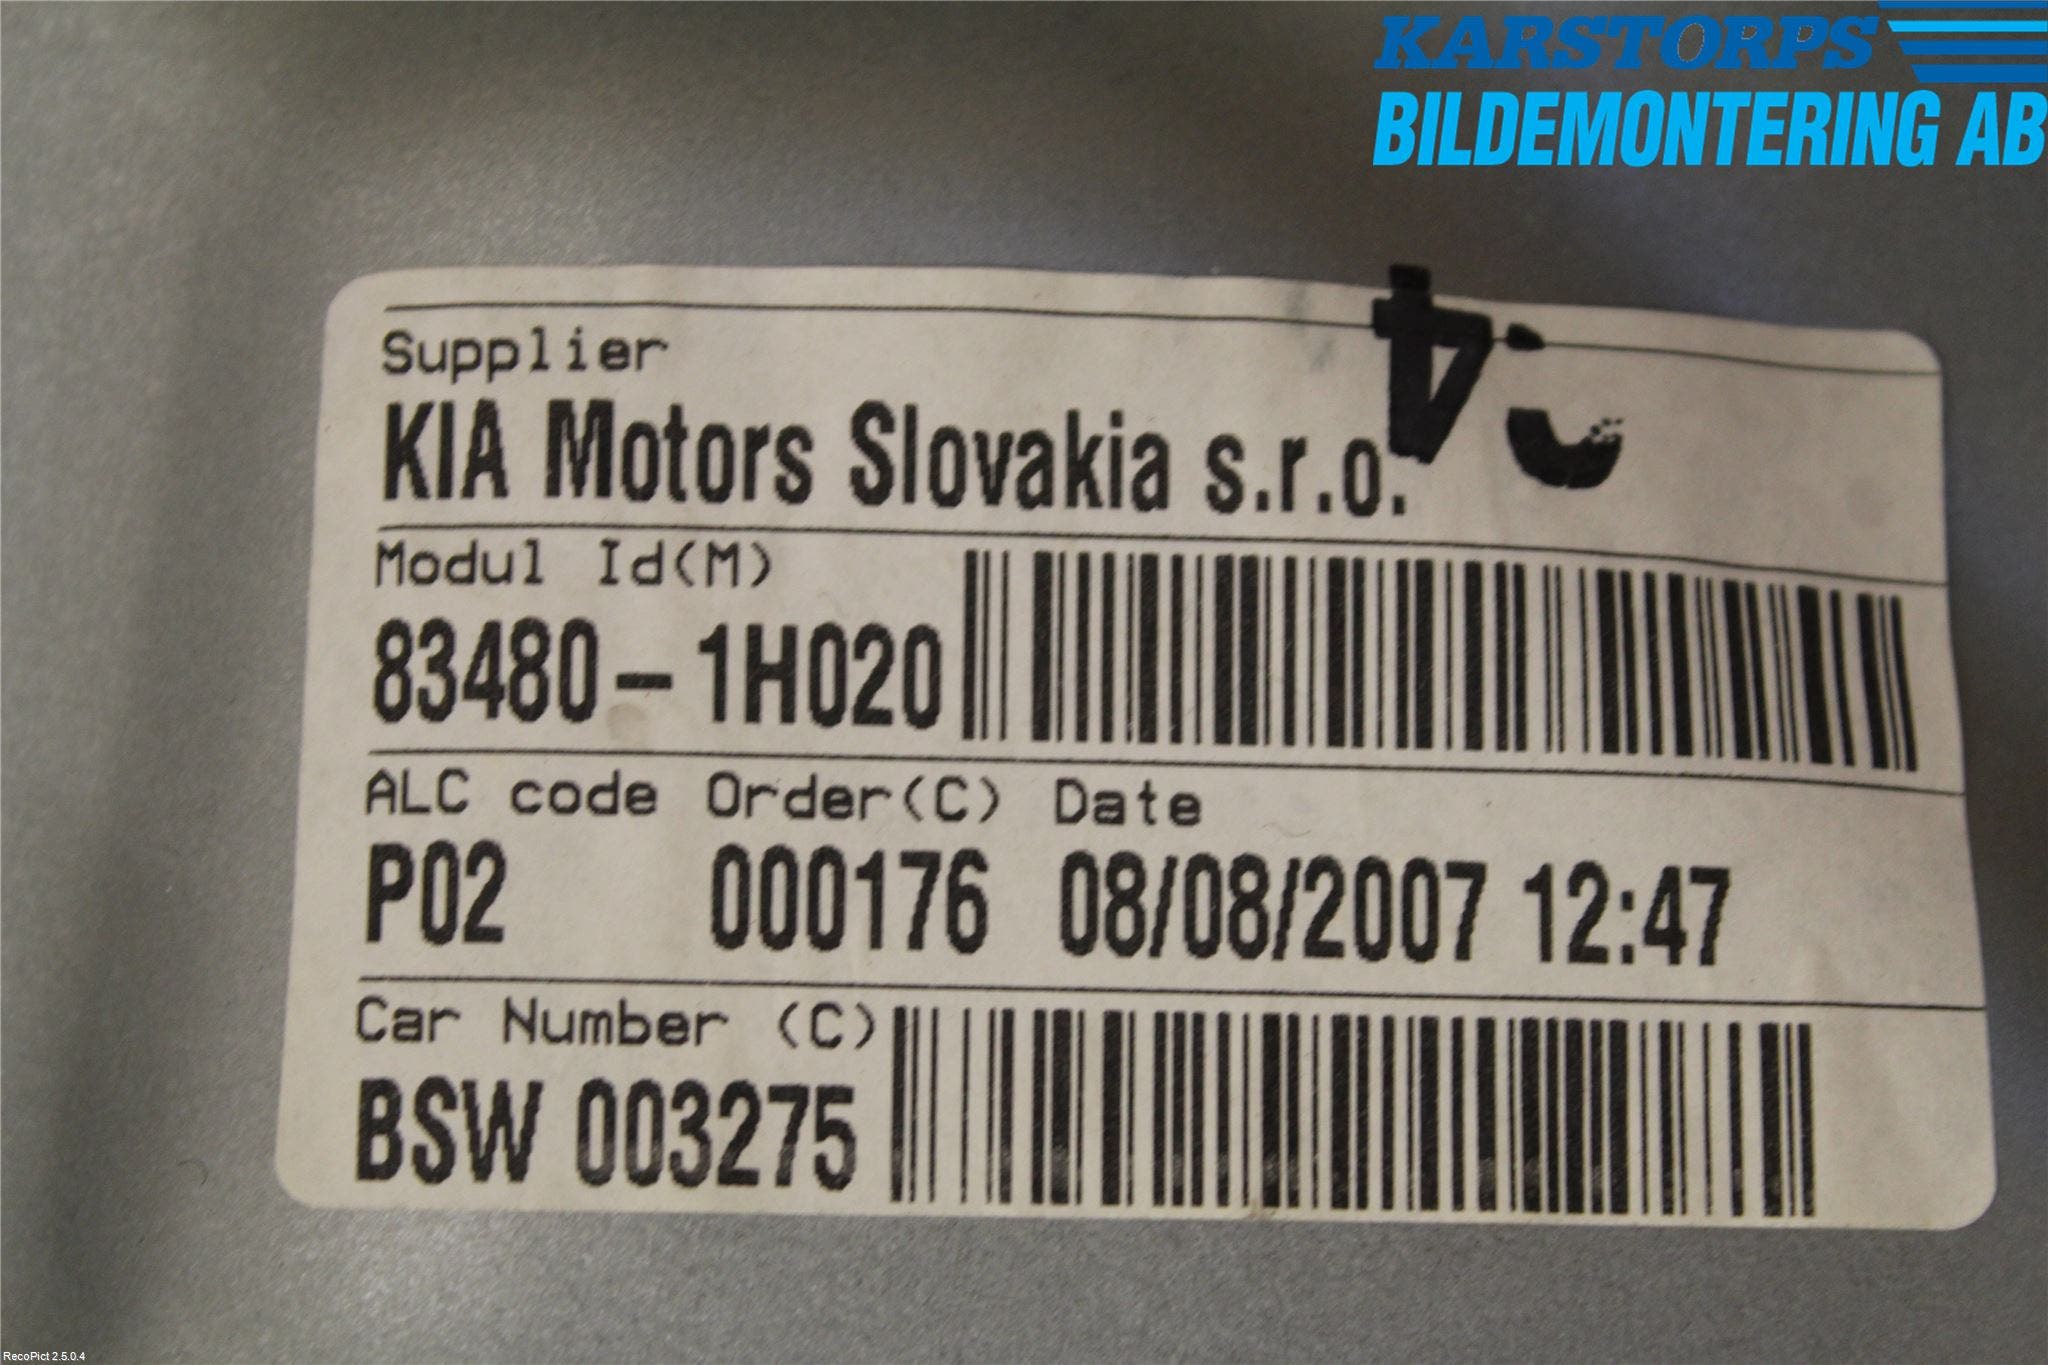 KARSTORPS
BILDEMONTERING AB
Supplier
KIA Motors Slovakia s.r.o.
Modul Id(M)
83480-1H020
ALC code Order(C) Date
P02 000176 08/08/2007 12:47
Car Number (C)
BSW 003275
RecoPict 2.5.0.4